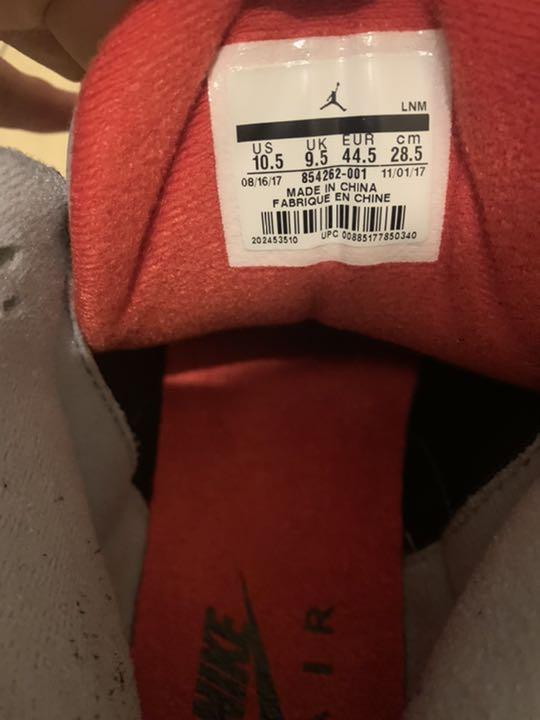 LNM
US UK EUR cm
10.5 9.5 44.5 28.5
08/16/17 854262-001 11/01/17
MADE IN CHINA
FABRIQUE EN CHINE
202453510 UPC 00885177850340
NIKE
AIR